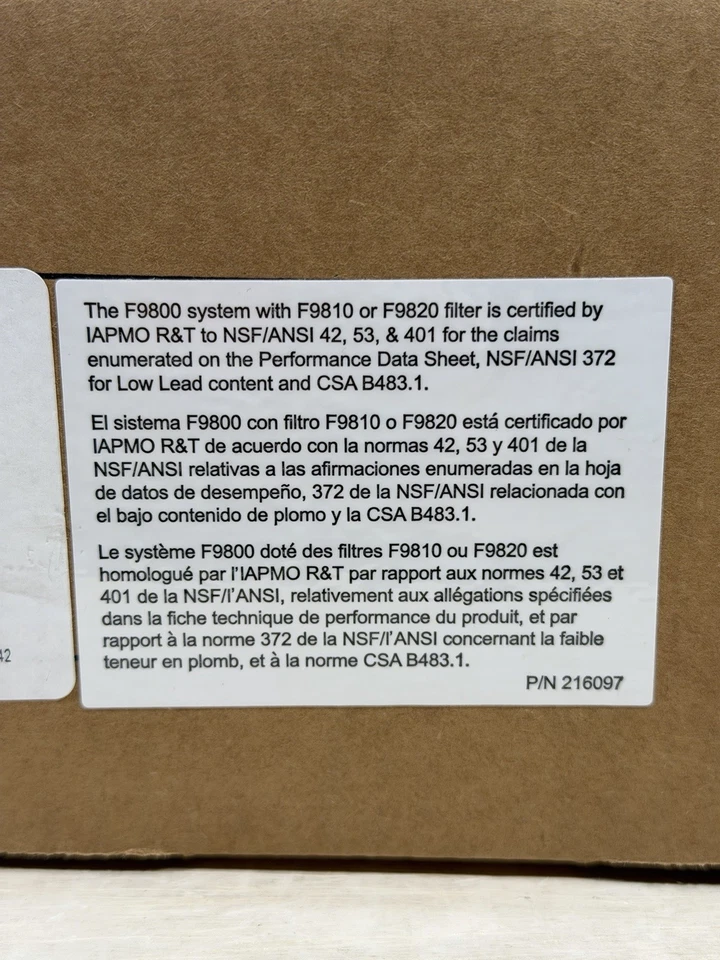 The F9800 system with F9810 or F9820 filter is certified by
IAPMO R&T to NSF/ANSI 42, 53, & 401 for the claims
enumerated on the Performance Data Sheet, NSF/ANSI 372
for Low Lead content and CSA B483.1.
El sistema F9800 con filtro F9810 o F9820 está certificado por
IAPMO R&T de acuerdo con la normas 42, 53 y 401 de la
NSF/ANSI relativas a las afirmaciones enumeradas en la hoja
de datos de desempeño, 372 de la NSF/ANSI relacionada con
el bajo contenido de plomo y la CSA B483.1.
Le système F9800 doté des filtres F9810 ou F9820 est
homologué par l'IAPMO R&T par rapport aux normes 42, 53 et
401 de la NSF/l'ANSI, relativement aux allégations spécifiées
dans la fiche technique de performance du produit, et par
rapport à la norme 372 de la NSF/l'ANSI concernant la faible
teneur en plomb, et à la norme CSA B483.1.
P/N 216097
42